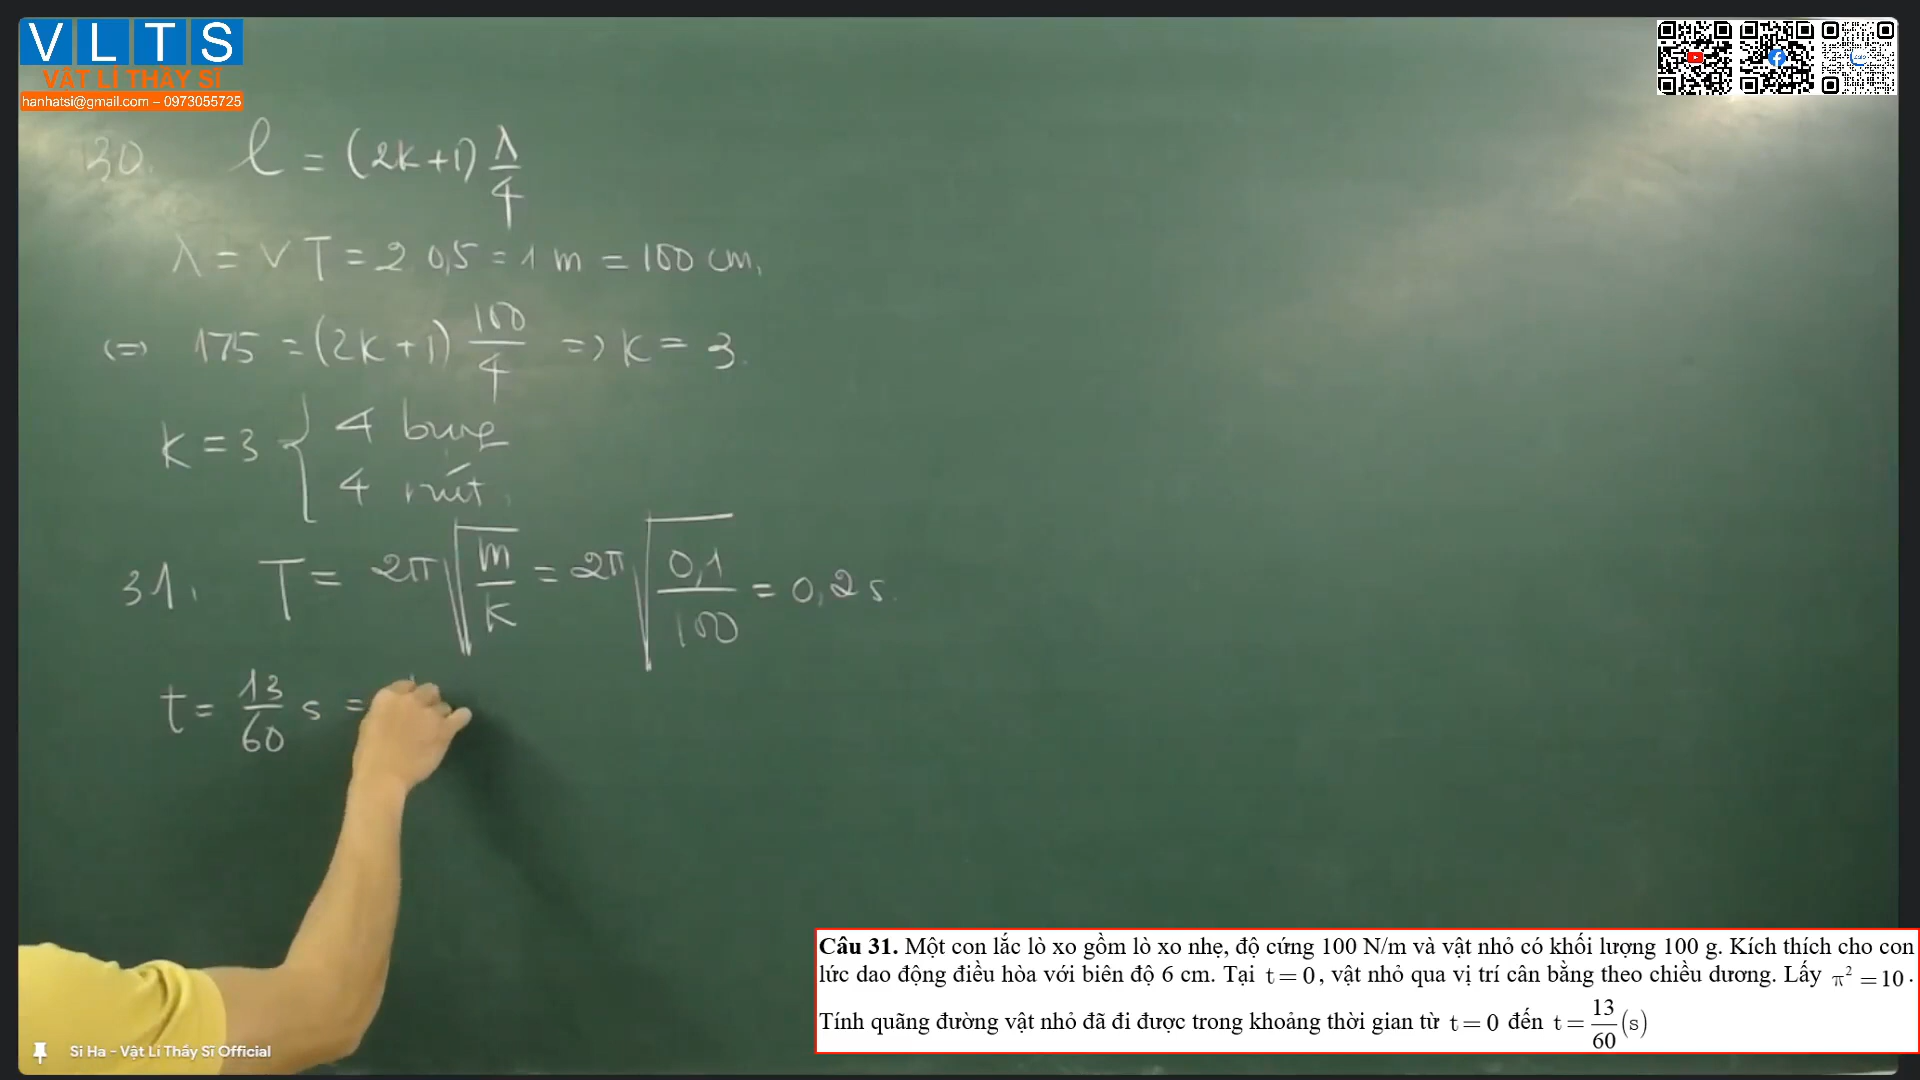 VLTS
VẬT LÍ THẦY SĨ
hanhatsi@gmail.com – 0973055725
30. l = (2k+1) λ/4
λ = v T = 2 0,5 = 1 m = 100 cm.
(=) 175 = (2k+1) 100/4 => k = 3.
k = 3 { 4 bụng
4 nút.
31. T = 2π√(m/k) = 2π√(0,1/100) = 0,2 s.
t = 13/60 s =
Câu 31. Một con lắc lò xo gồm lò xo nhẹ, độ cứng 100 N/m và vật nhỏ có khối lượng 100 g. Kích thích cho con
lức dao động điều hòa với biên độ 6 cm. Tại t = 0, vật nhỏ qua vị trí cân bằng theo chiều dương. Lấy π² = 10.
Tính quãng đường vật nhỏ đã đi được trong khoảng thời gian từ t = 0 đến t = 13/60 (s)
Si Ha - Vật Lí Thầy Sĩ Official